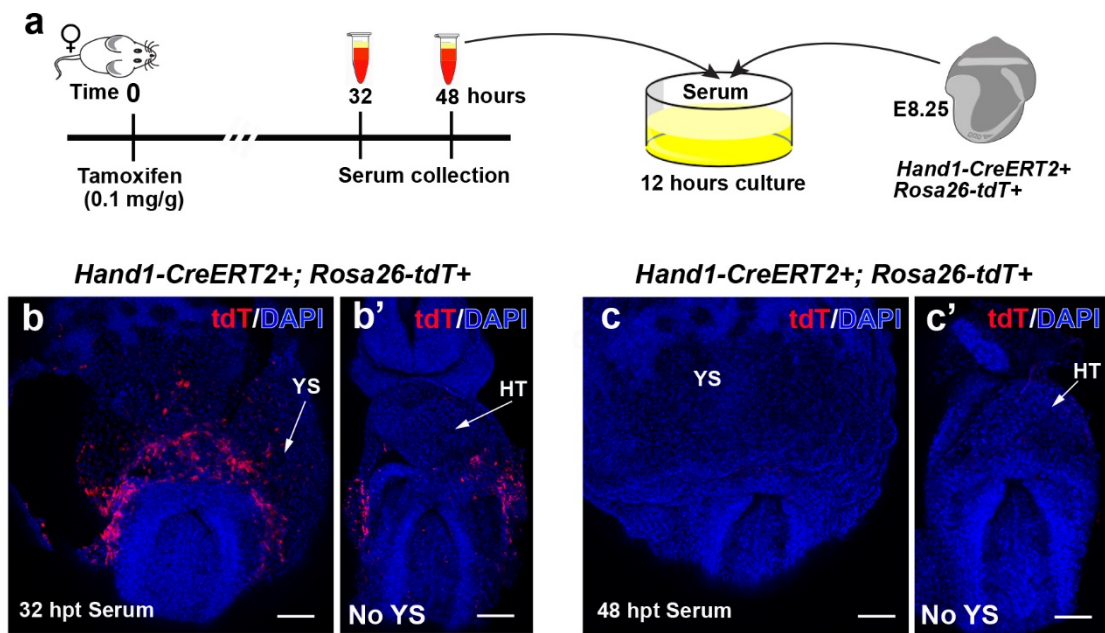 a
♀
Time 0
32
48 hours
Tamoxifen
(0.1 mg/g)
Serum collection
Serum
12 hours culture
E8.25
Hand1-CreERT2+
Rosa26-tdT+
Hand1-CreERT2+; Rosa26-tdT+
Hand1-CreERT2+; Rosa26-tdT+
b
tdT/DAPI
YS
32 hpt Serum
b’
tdT/DAPI
HT
No YS
c
tdT/DAPI
YS
48 hpt Serum
c’
tdT/DAPI
HT
No YS